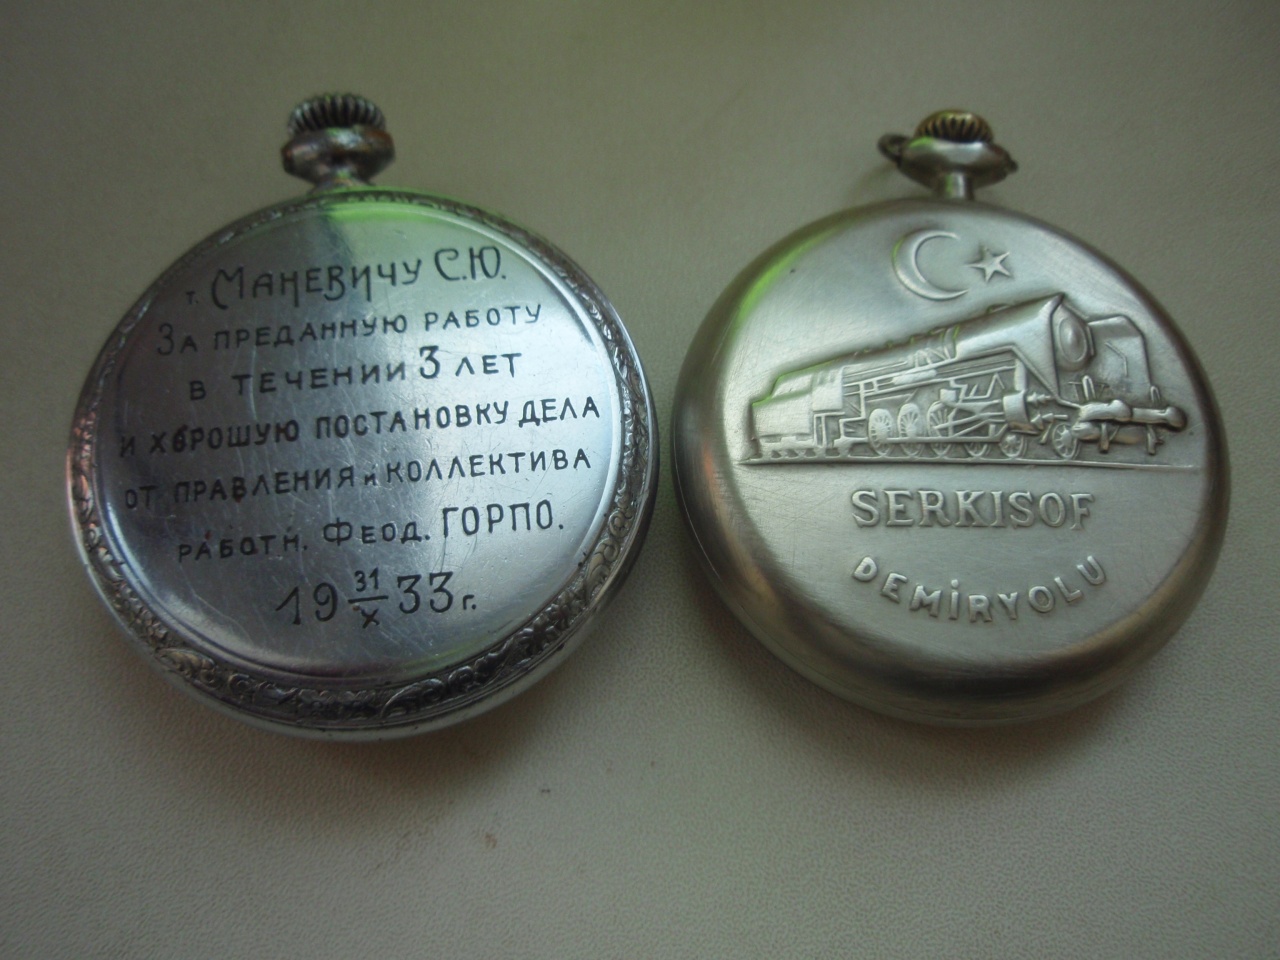 т. Маневичу С.Ю.
За преданную работу
в течении 3 лет
и хорошую постановку дела
от правления и коллектива
работн. Феод. ГОРПО.
19 31/X 33 г.
SERKISOF
DEMİRYOLU